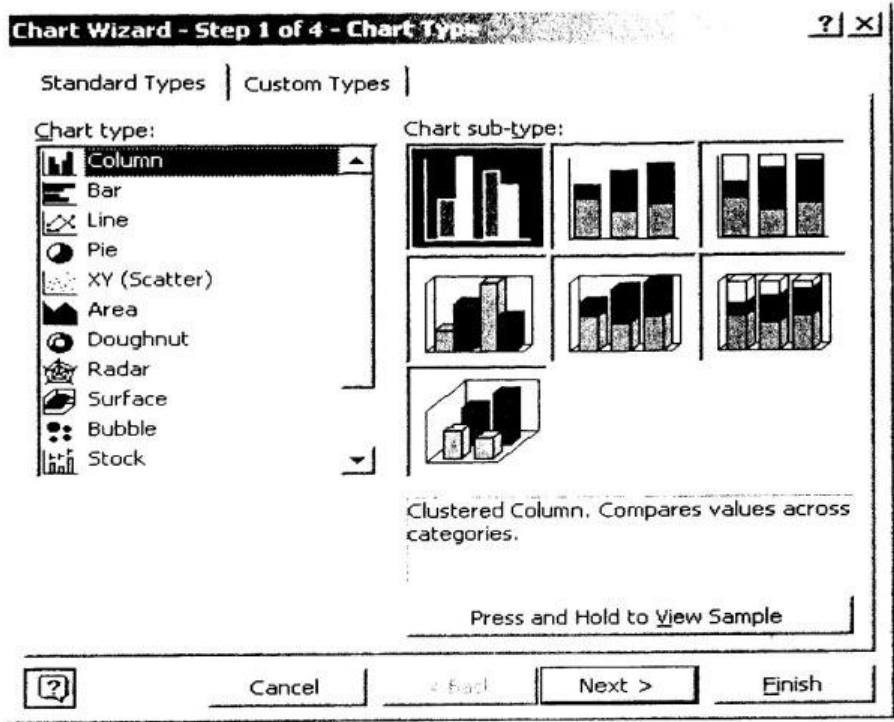 Chart Wizard - Step 1 of 4 - Chart Type
? ×
Standard Types
Custom Types
Chart type:
Column
Bar
Line
Pie
XY (Scatter)
Area
Doughnut
Radar
Surface
Bubble
Stock
Chart sub-type:
Clustered Column. Compares values across
categories.
Press and Hold to View Sample
?
Cancel
< Back
Next >
Finish